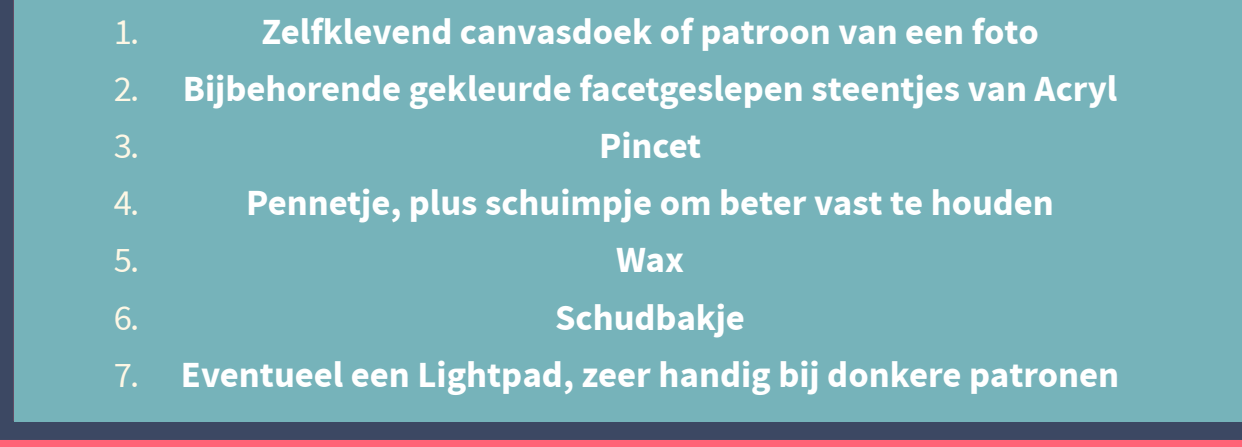 1. Zelfklevend canvasdoek of patroon van een foto
2. Bijbehorende gekleurde facetgeslepen steentjes van Acryl
3. Pincet
4. Pennetje, plus schuimpje om beter vast te houden
5. Wax
6. Schudbakje
7. Eventueel een Lightpad, zeer handig bij donkere patronen